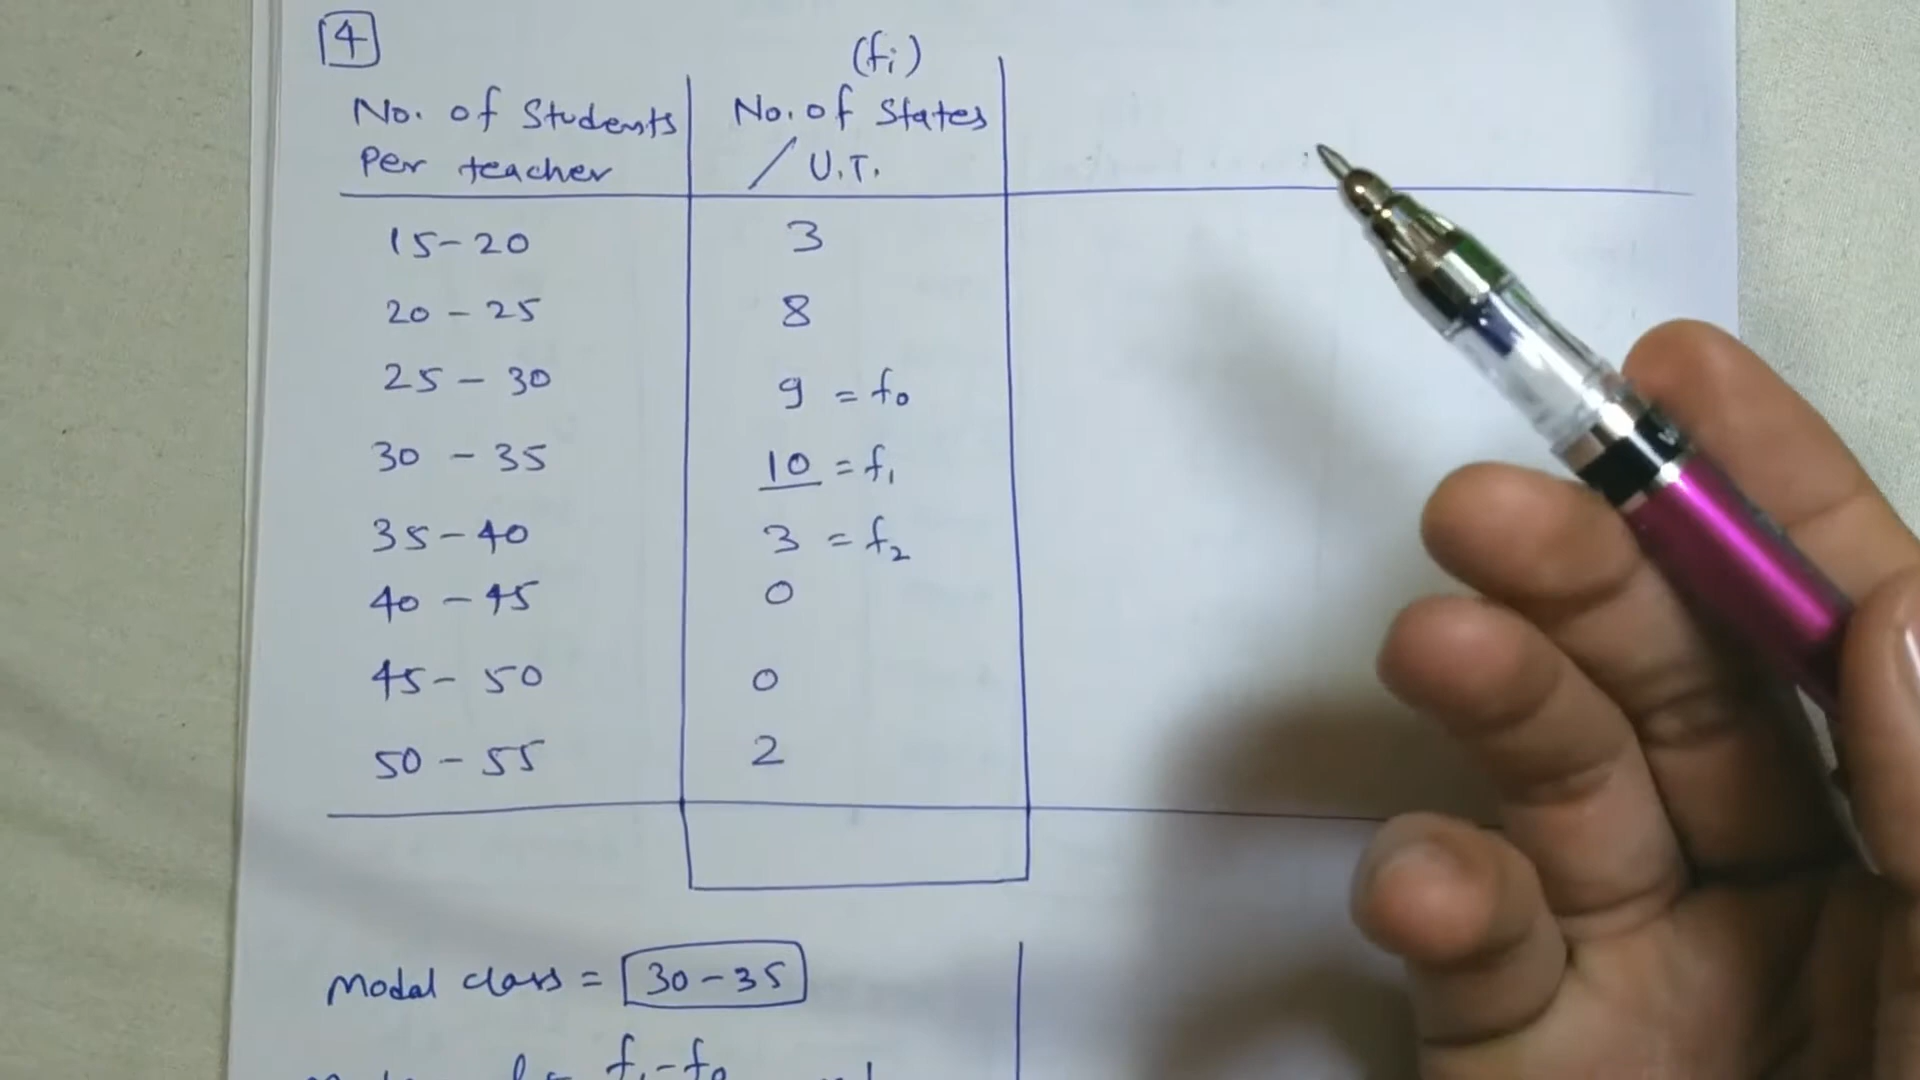 4
(fi)
No. of Students No. of States
Per teacher / U.T.
15-20 3
20 - 25 8
25 - 30 9 = f0
30 - 35 10 = f1
35-40 3 = f2
40 - 45 0
45- 50 0
50 - 55 2
Modal class = 30-35
f1-f0